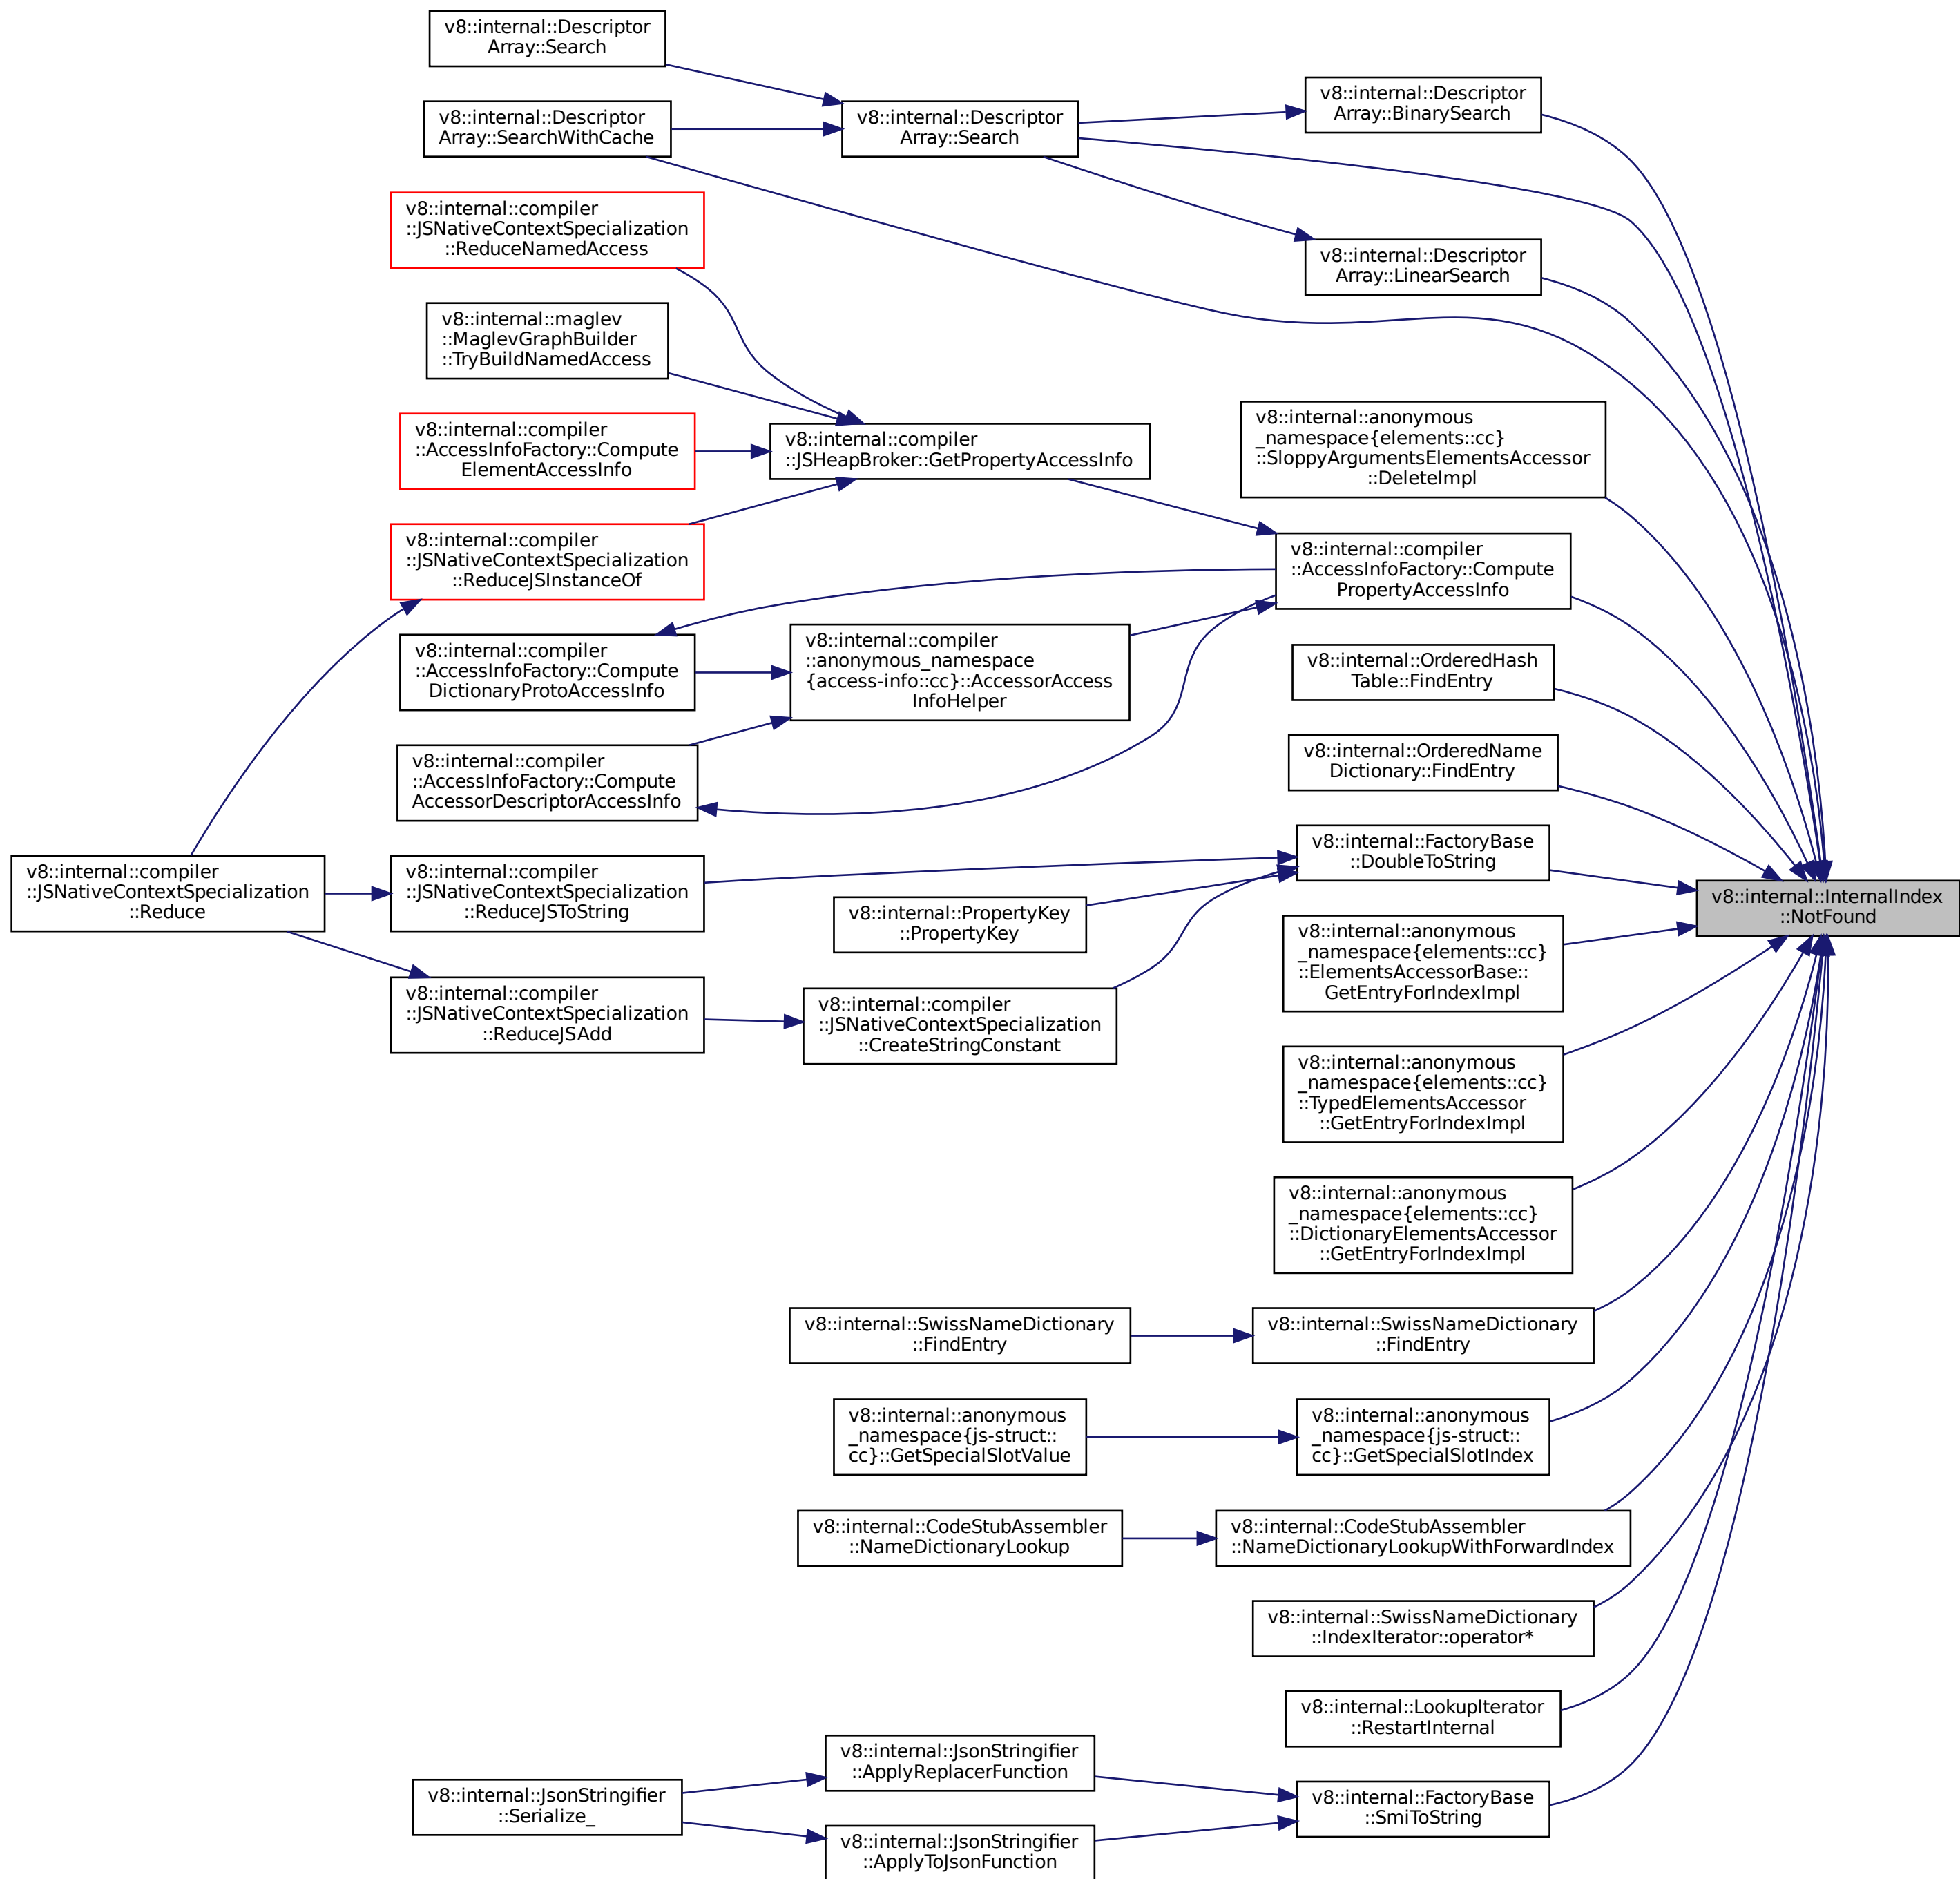 v8::internal::Descriptor
Array::Search
v8::internal::Descriptor
Array::SearchWithCache
v8::internal::Descriptor
Array::Search
v8::internal::Descriptor
Array::BinarySearch
v8::internal::compiler
::JSNativeContextSpecialization
::ReduceNamedAccess
v8::internal::Descriptor
Array::LinearSearch
v8::internal::maglev
::MaglevGraphBuilder
::TryBuildNamedAccess
v8::internal::compiler
::AccessInfoFactory::Compute
ElementAccessInfo
v8::internal::compiler
::JSHeapBroker::GetPropertyAccessInfo
v8::internal::anonymous
_namespace{elements::cc}
::SloppyArgumentsElementsAccessor
::DeleteImpl
v8::internal::compiler
::JSNativeContextSpecialization
::ReduceJSInstanceOf
v8::internal::compiler
::AccessInfoFactory::Compute
PropertyAccessInfo
v8::internal::compiler
::AccessInfoFactory::Compute
DictionaryProtoAccessInfo
v8::internal::compiler
::anonymous_namespace
{access-info::cc}::AccessorAccess
InfoHelper
v8::internal::OrderedHash
Table::FindEntry
v8::internal::compiler
::AccessInfoFactory::Compute
AccessorDescriptorAccessInfo
v8::internal::OrderedName
Dictionary::FindEntry
v8::internal::compiler
::JSNativeContextSpecialization
::Reduce
v8::internal::compiler
::JSNativeContextSpecialization
::ReduceJSToString
v8::internal::FactoryBase
::DoubleToString
v8::internal::InternalIndex
::NotFound
v8::internal::PropertyKey
::PropertyKey
v8::internal::anonymous
_namespace{elements::cc}
::ElementsAccessorBase::
GetEntryForIndexImpl
v8::internal::compiler
::JSNativeContextSpecialization
::ReduceJSAdd
v8::internal::compiler
::JSNativeContextSpecialization
::CreateStringConstant
v8::internal::anonymous
_namespace{elements::cc}
::TypedElementsAccessor
::GetEntryForIndexImpl
v8::internal::anonymous
_namespace{elements::cc}
::DictionaryElementsAccessor
::GetEntryForIndexImpl
v8::internal::SwissNameDictionary
::FindEntry
v8::internal::SwissNameDictionary
::FindEntry
v8::internal::anonymous
_namespace{js-struct::
cc}::GetSpecialSlotValue
v8::internal::anonymous
_namespace{js-struct::
cc}::GetSpecialSlotIndex
v8::internal::CodeStubAssembler
::NameDictionaryLookup
v8::internal::CodeStubAssembler
::NameDictionaryLookupWithForwardIndex
v8::internal::SwissNameDictionary
::IndexIterator::operator*
v8::internal::LookupIterator
::RestartInternal
v8::internal::JsonStringifier
::ApplyReplacerFunction
v8::internal::JsonStringifier
::Serialize_
v8::internal::FactoryBase
::SmiToString
v8::internal::JsonStringifier
::ApplyToJsonFunction